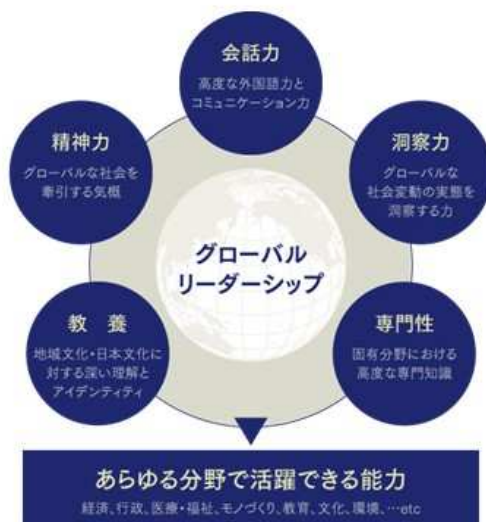 会話力
高度な外国語力と
コミュニケーション力
精神力
グローバルな社会を
牽引する気概
洞察力
グローバルな
社会変動の実態を
洞察する力
グローバル
リーダーシップ
教 養
地域文化・日本文化に
対する深い理解と
アイデンティティ
専門性
固有分野における
高度な専門知識
あらゆる分野で活躍できる能力
経済、行政、医療・福祉、モノづくり、教育、文化、環境、…etc